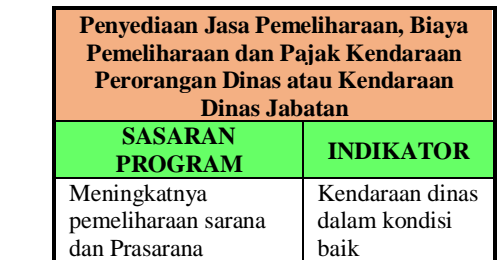 Penyediaan Jasa Pemeliharaan, Biaya
Pemeliharaan dan Pajak Kendaraan
Perorangan Dinas atau Kendaraan
Dinas Jabatan
SASARAN
PROGRAM
INDIKATOR
Meningkatnya
pemeliharaan sarana
dan Prasarana
Kendaraan dinas
dalam kondisi
baik